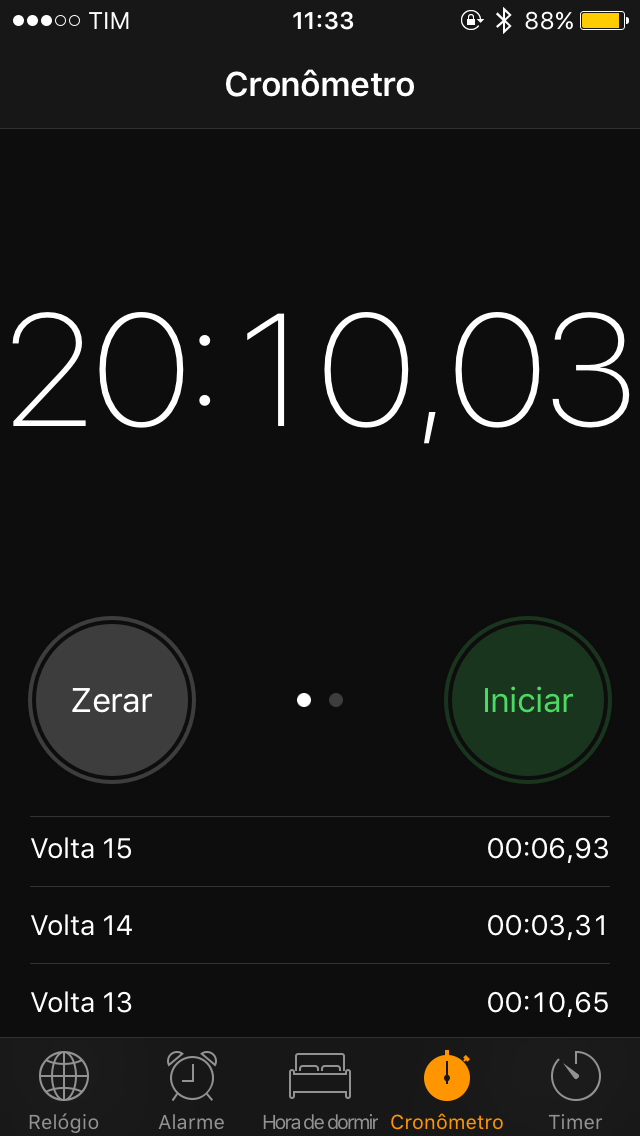 TIM 11:33 88%
Cronômetro
20:10,03
Zerar Iniciar
Volta 15 00:06,93
Volta 14 00:03,31
Volta 13 00:10,65
Relógio Alarme Hora de dormir Cronômetro Timer